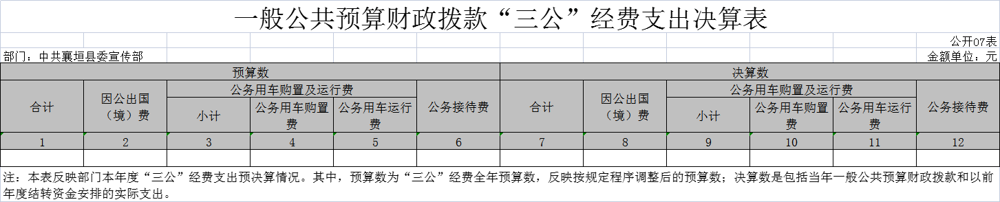 一般公共预算财政拨款“三公”经费支出决算表
公开07表
部门：中共襄垣县委宣传部 金额单位：元
预算数 决算数
合计 因公出国（境）费 公务用车购置及运行费 公务接待费 合计 因公出国（境）费 公务用车购置及运行费 公务接待费
小计 公务用车购置费 公务用车运行费 小计 公务用车购置费 公务用车运行费
1 2 3 4 5 6 7 8 9 10 11 12
注：本表反映部门本年度“三公”经费支出预决算情况。其中，预算数为“三公”经费全年预算数，反映按规定程序调整后的预算数；决算数是包括当年一般公共预算财政拨款和以前
年度结转资金安排的实际支出。